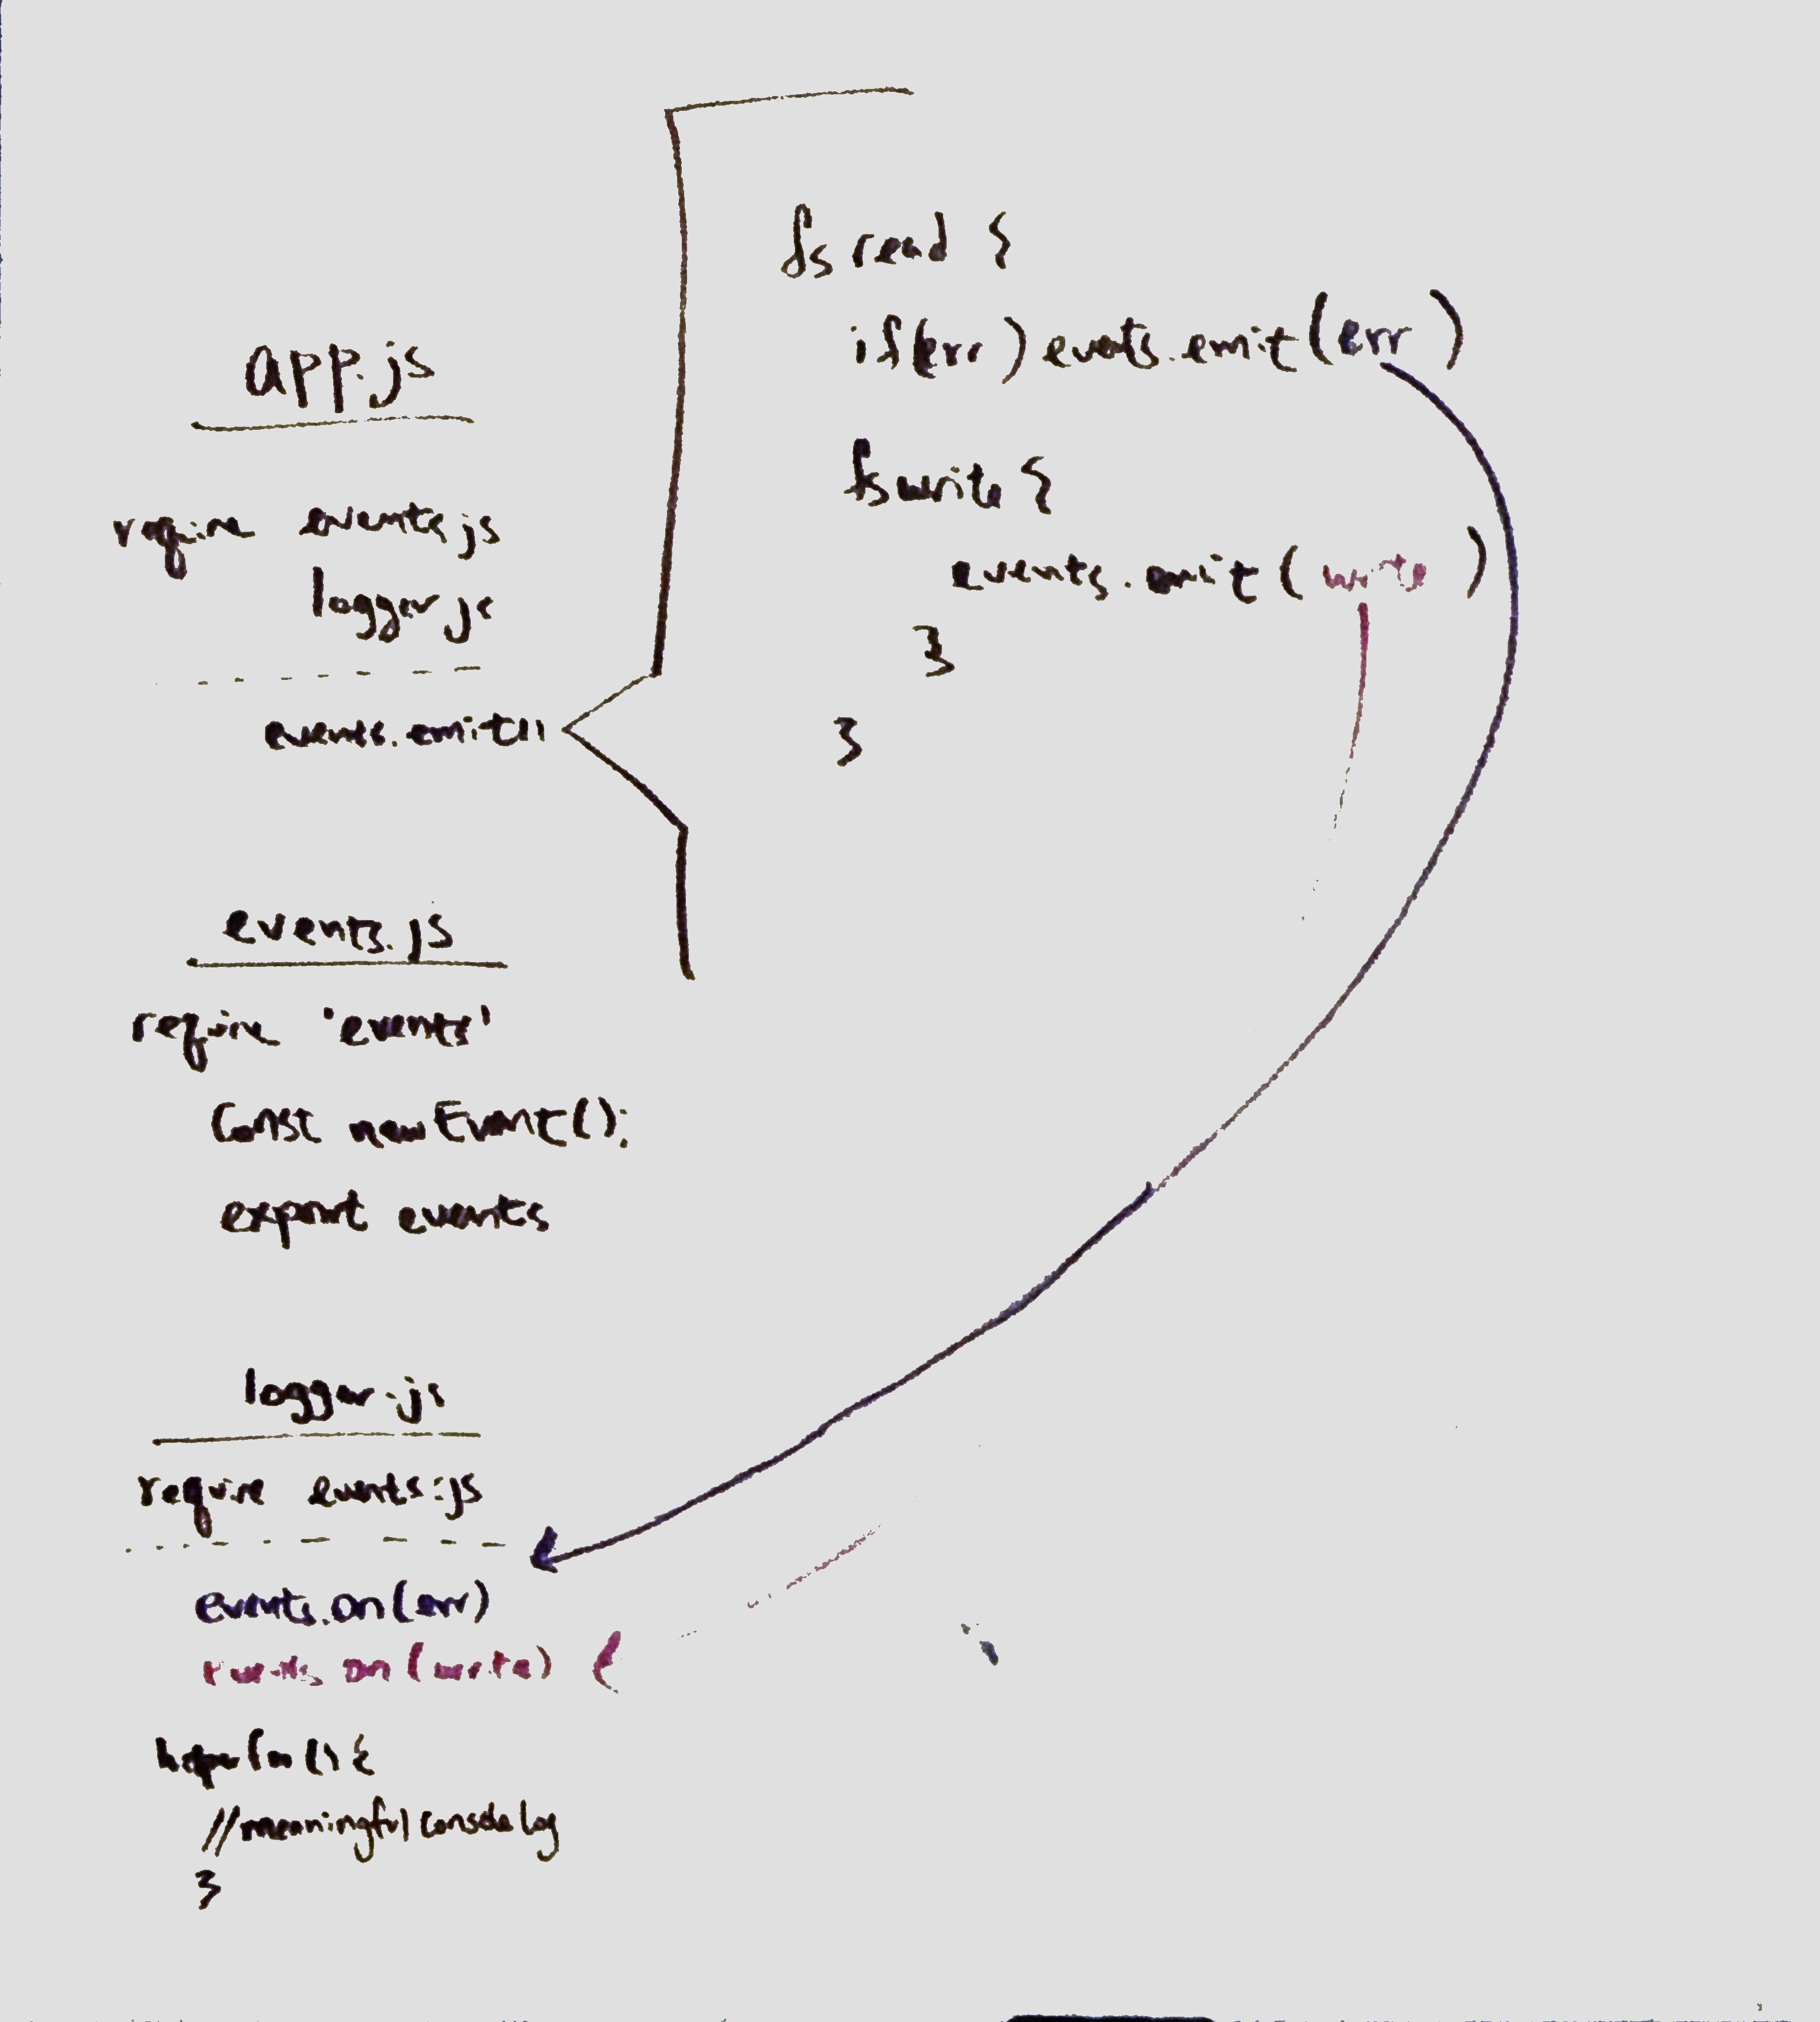 app.js
require events.js
logger.js
events.emit()
fs read {
if(err) events.emit(err)
fs write {
events.emit(write)
}
}
events.js
require 'events'
Const new Event();
export events
logger.js
require events.js
events.on(err)
events.on(write)
() {
//meaningful console log
}